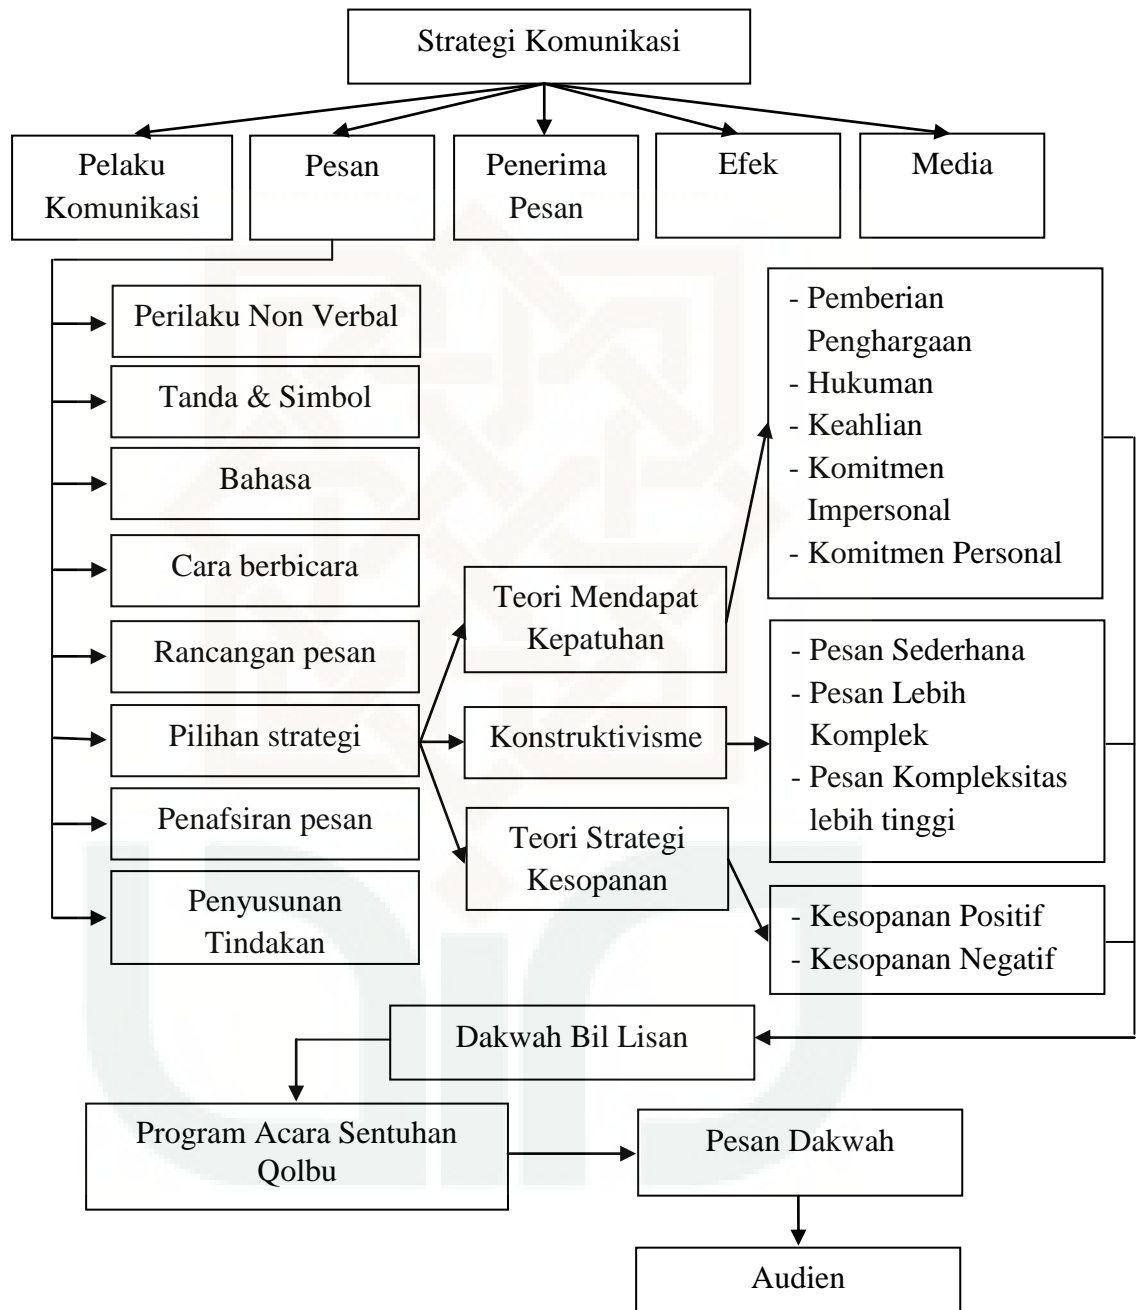 Strategi Komunikasi
Pelaku
Komunikasi
Pesan
Penerima
Pesan
Efek
Media
Perilaku Non Verbal
Tanda & Simbol
Bahasa
Cara berbicara
Rancangan pesan
Pilihan strategi
Penafsiran pesan
Penyusunan
Tindakan
Teori Mendapat
Kepatuhan
Konstruktivisme
Teori Strategi
Kesopanan
- Pemberian
Penghargaan
- Hukuman
- Keahlian
- Komitmen
Impersonal
- Komitmen Personal
- Pesan Sederhana
- Pesan Lebih
Komplek
- Pesan Kompleksitas
lebih tinggi
- Kesopanan Positif
- Kesopanan Negatif
Dakwah Bil Lisan
Program Acara Sentuhan
Qolbu
Pesan Dakwah
Audien